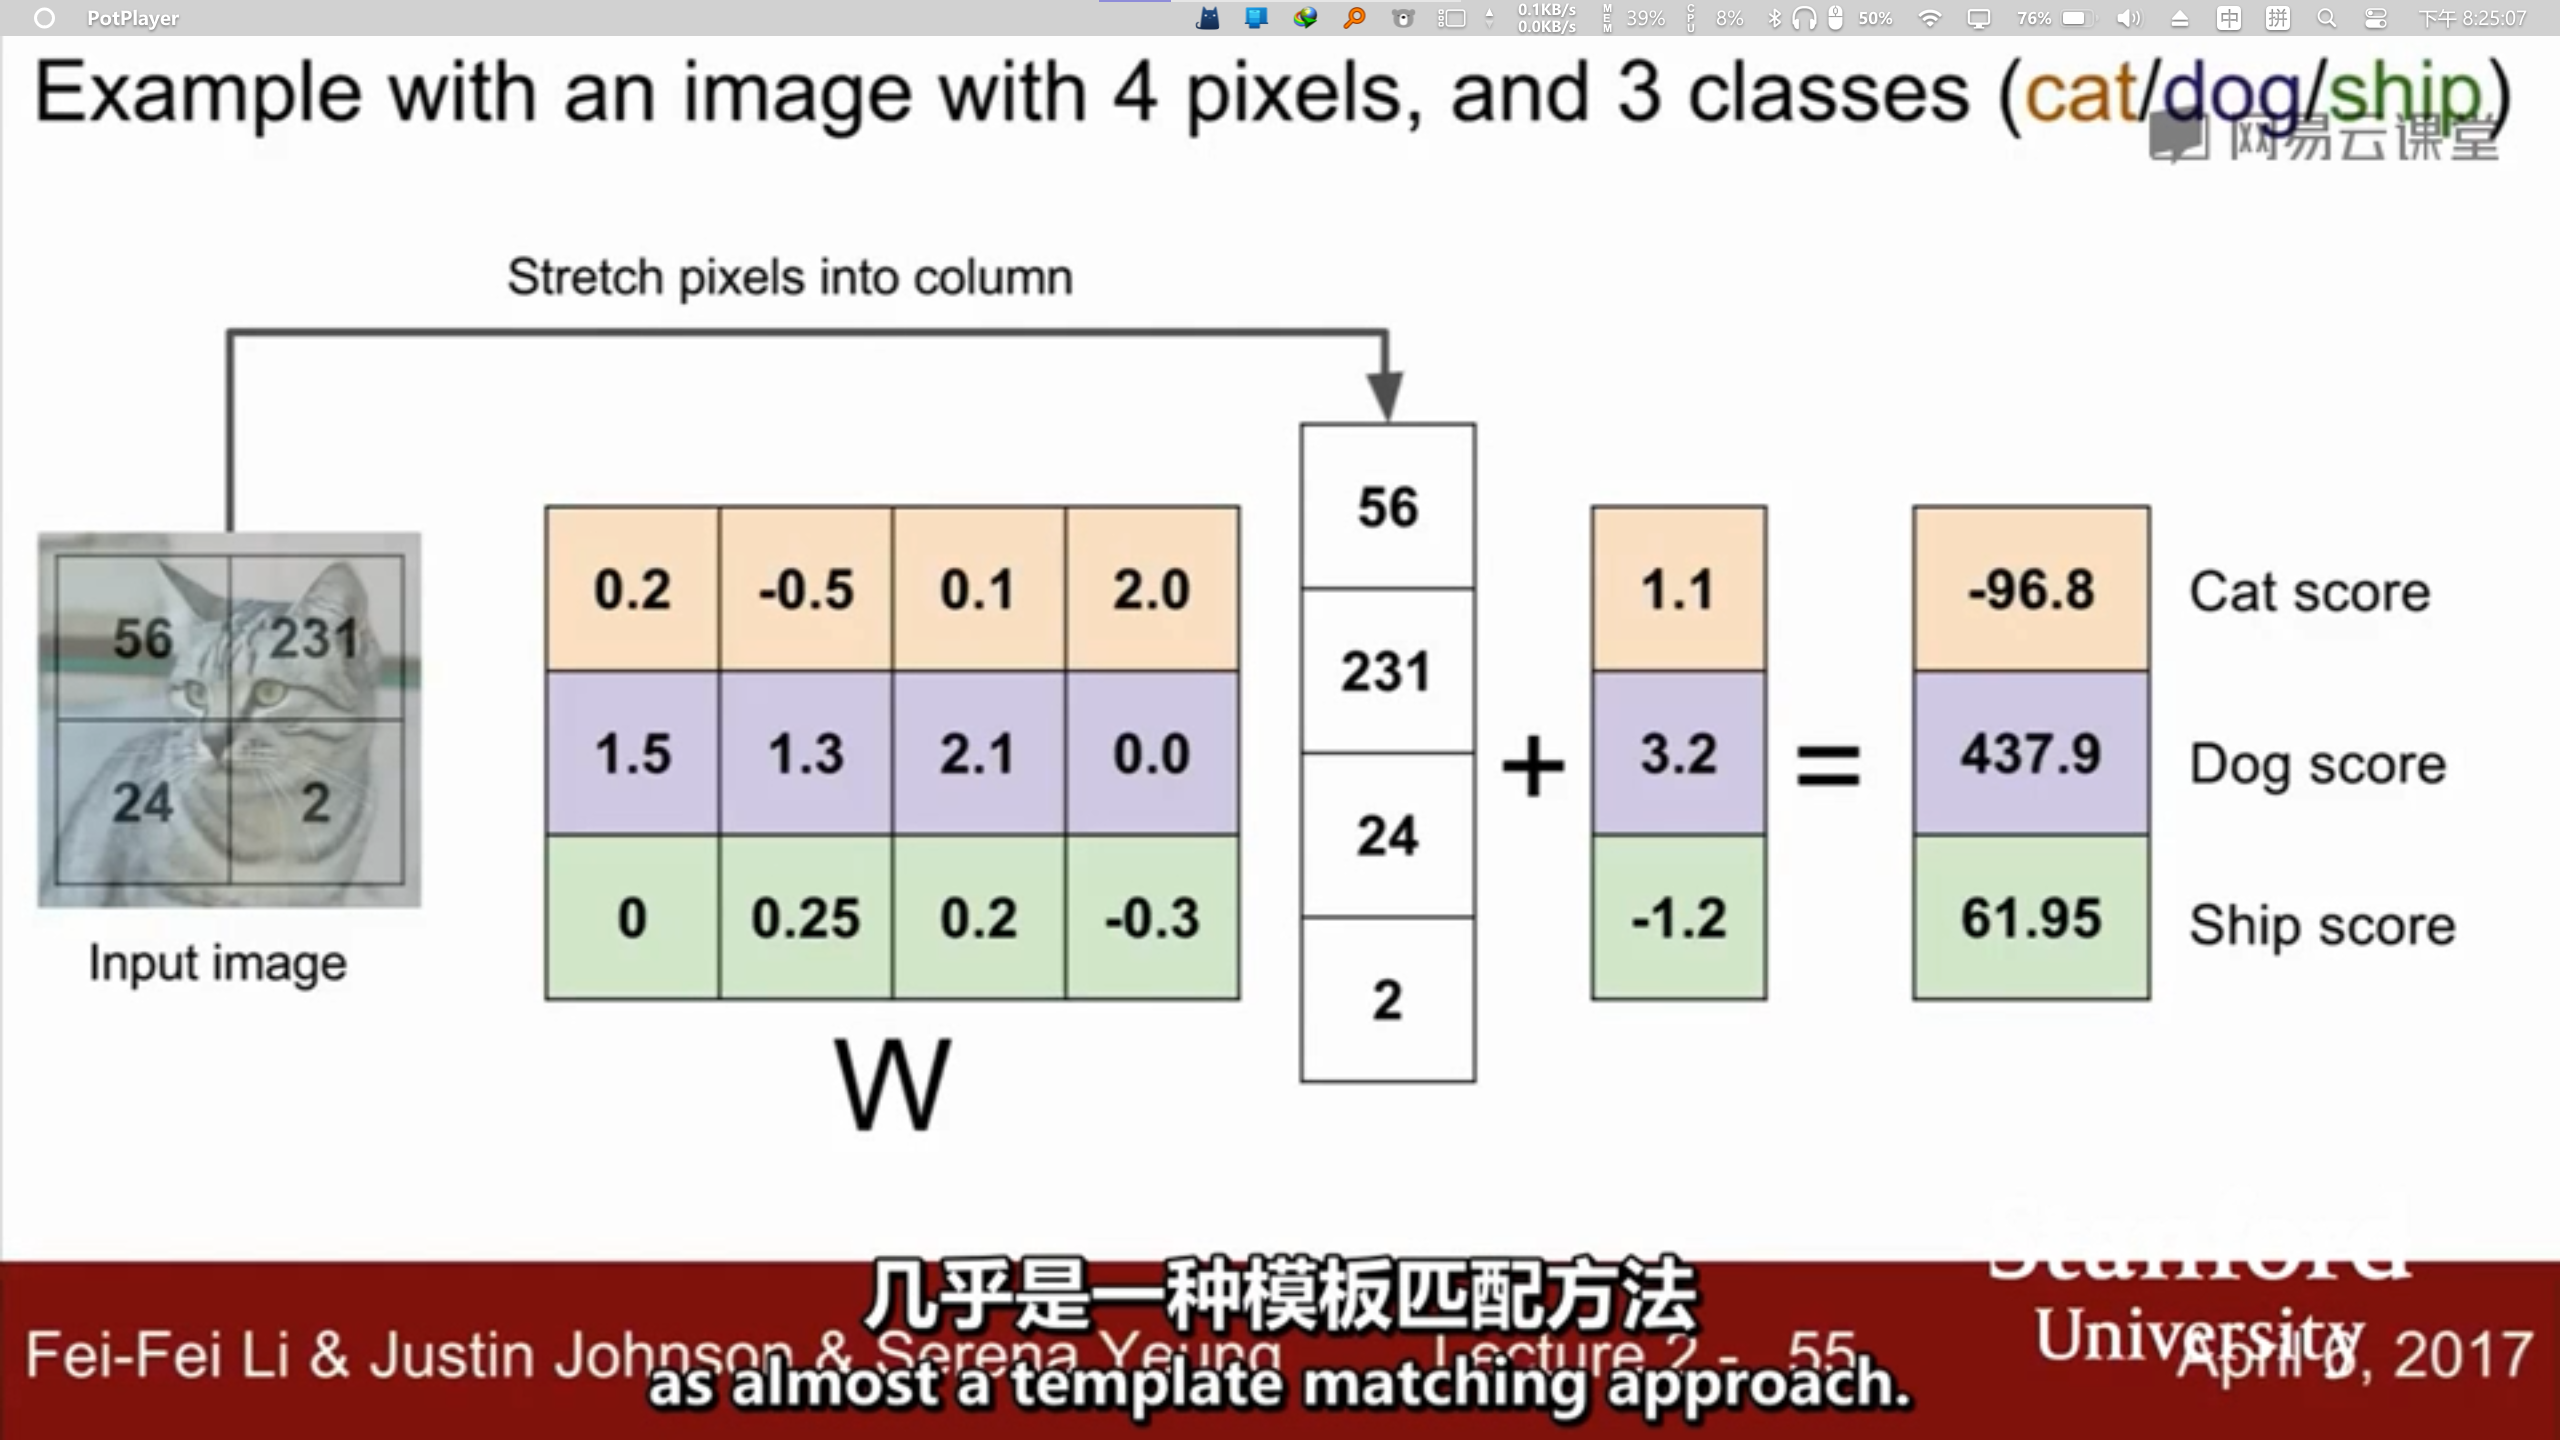 PotPlayer 0.1KB/s 0.0KB/s MEM 39% CPU 8% 50% 76% 中 拼 下午 8:25:07
Example with an image with 4 pixels, and 3 classes (cat/dog/ship)
网易云课堂
Stretch pixels into column
56 231
24 2
Input image
0.2 -0.5 0.1 2.0
1.5 1.3 2.1 0.0
0 0.25 0.2 -0.3
W
56
231
24
2
+
1.1
3.2
-1.2
=
-96.8 Cat score
437.9 Dog score
61.95 Ship score
几乎是一种模板匹配方法
as almost a template matching approach.
Fei-Fei Li & Justin Johnson & Serena Yeung Lecture 2 - 55 April 6, 2017
Stanford
University